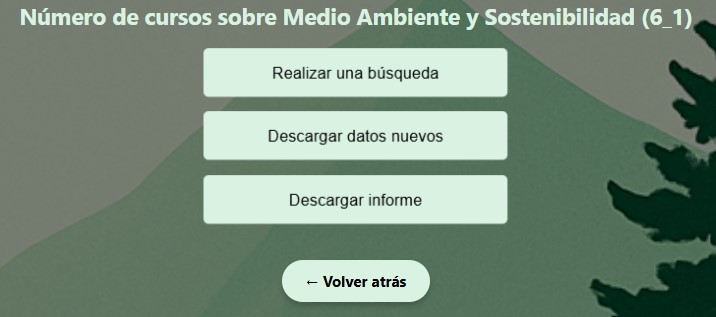 Número de cursos sobre Medio Ambiente y Sostenibilidad (6_1)
Realizar una búsqueda
Descargar datos nuevos
Descargar informe
← Volver atrás